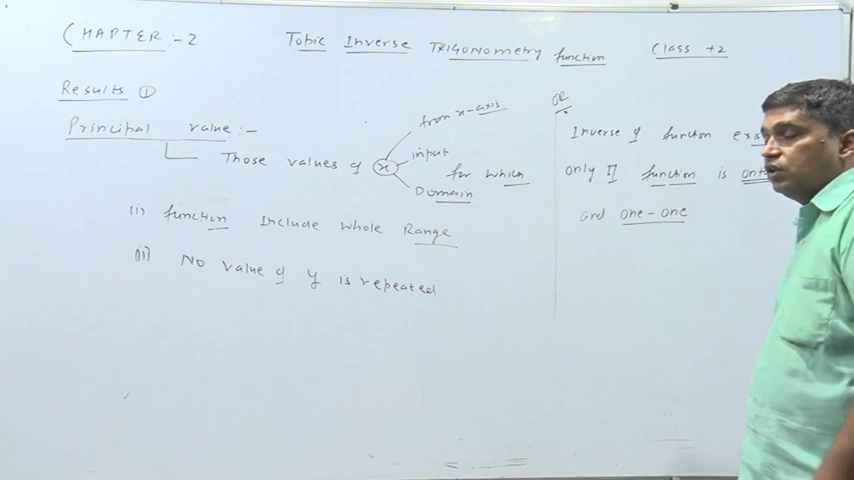 CHAPTER :- 2 Topic Inverse TRIGONOMETRY function Class +2
Results ①
Principal value :-
Those values of x
from x-axis
input
Domain
for which
(i) function Include whole Range
(ii) No value of y is repeated
OR
Inverse of function exis
only if function is onto
and one-one